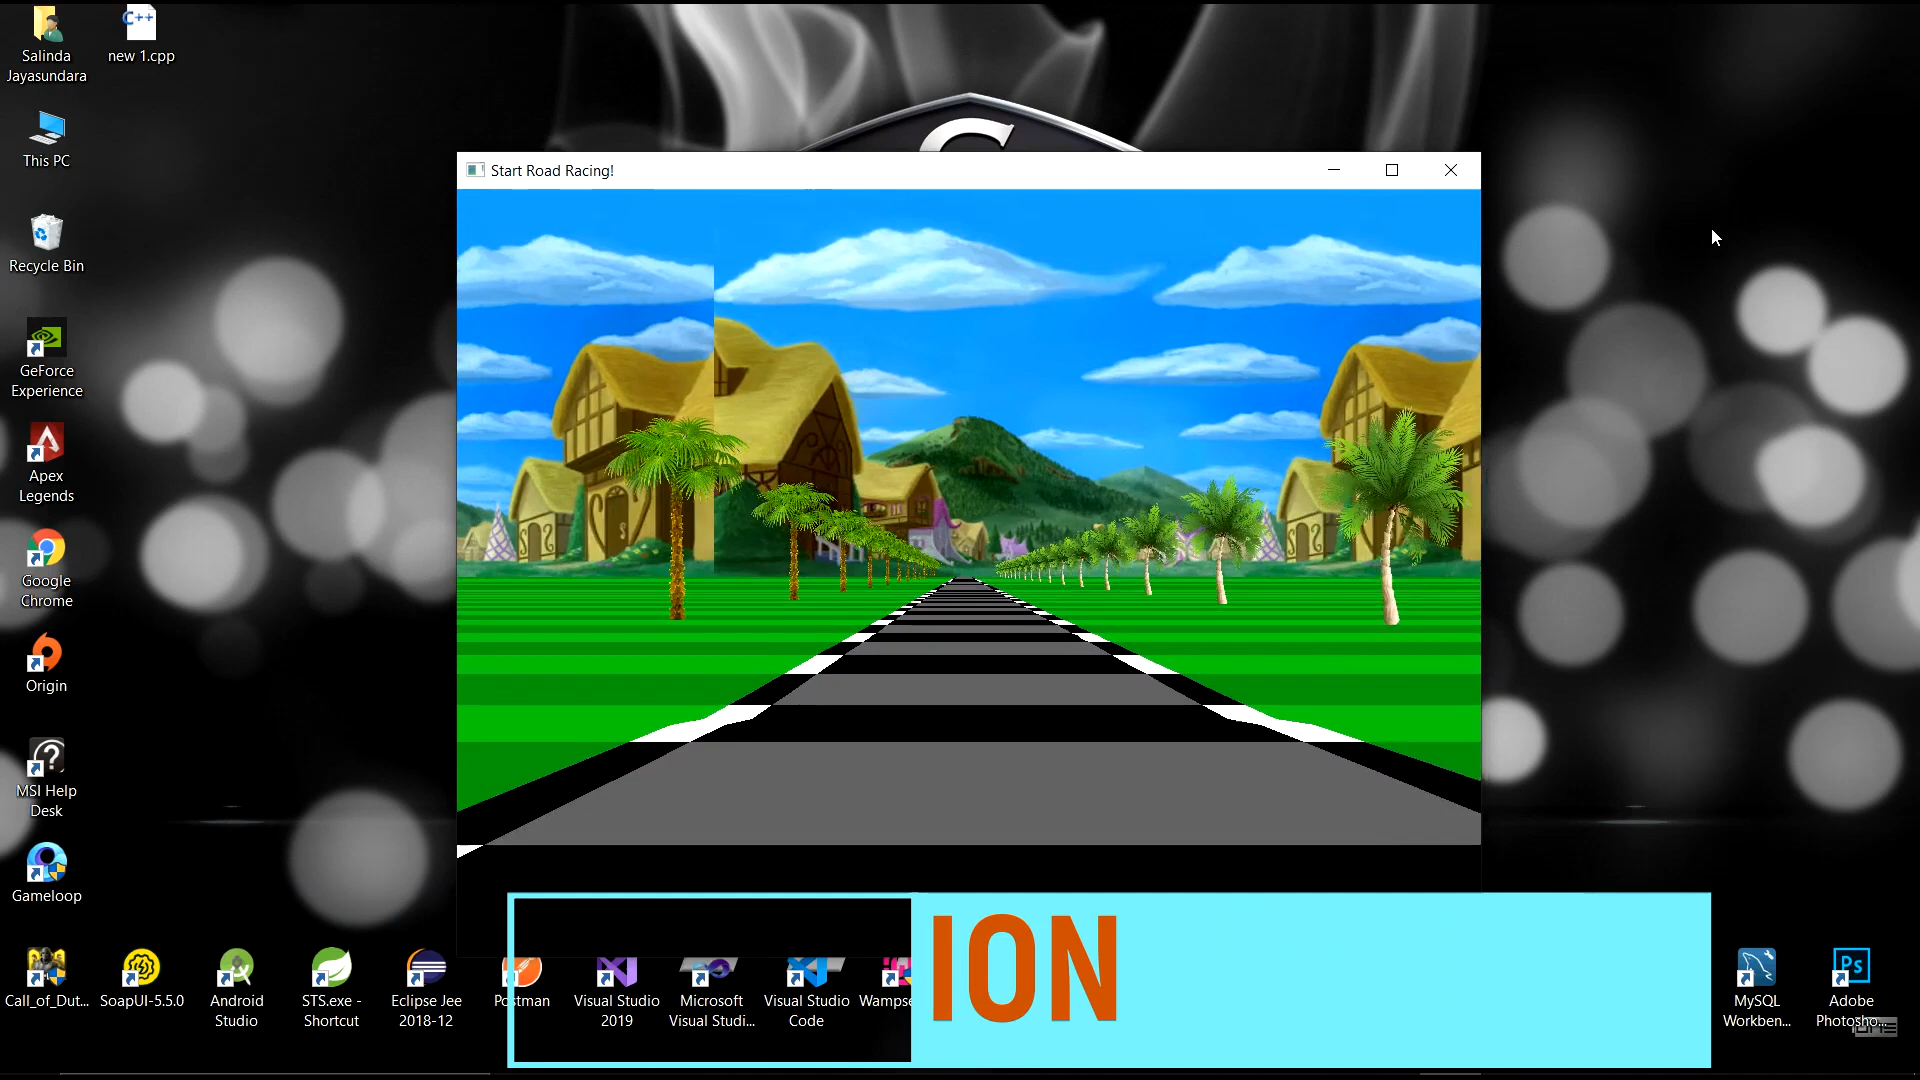 Salinda
Jayasundara
C++
new 1.cpp
This PC
Recycle Bin
GeForce
Experience
Apex
Legends
Google
Chrome
Origin
MSI Help
Desk
Gameloop
Start Road Racing!
Call_of_Dut...
SoapUI-5.5.0
Android
Studio
STS.exe -
Shortcut
Eclipse Jee
2018-12
Postman
Visual Studio
2019
Microsoft
Visual Studi...
Visual Studio
Code
Wampse
ION
MySQL
Workben...
Ps
Adobe
Photosho...